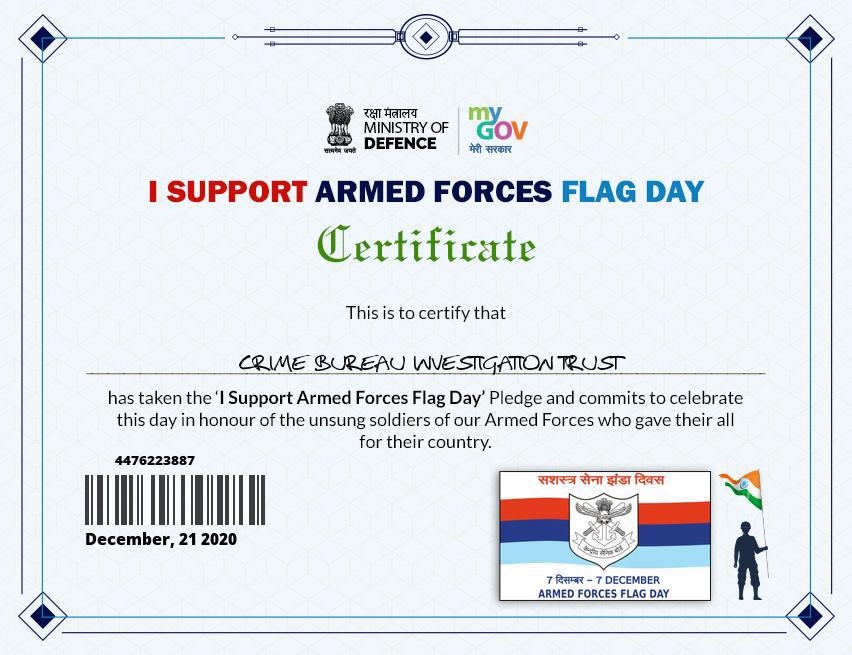 रक्षा मंत्रालय
MINISTRY OF
DEFENCE
सत्यमेव जयते
my
GOV
मेरी सरकार
I SUPPORT ARMED FORCES FLAG DAY
Certificate
This is to certify that
CRIME BUREAU INVESTIGATION TRUST
has taken the ‘I Support Armed Forces Flag Day’ Pledge and commits to celebrate
this day in honour of the unsung soldiers of our Armed Forces who gave their all
for their country.
4476223887
December, 21 2020
सशस्त्र सेना झंडा दिवस
केन्द्रीय सैनिक बोर्ड
7 दिसम्बर – 7 DECEMBER
ARMED FORCES FLAG DAY